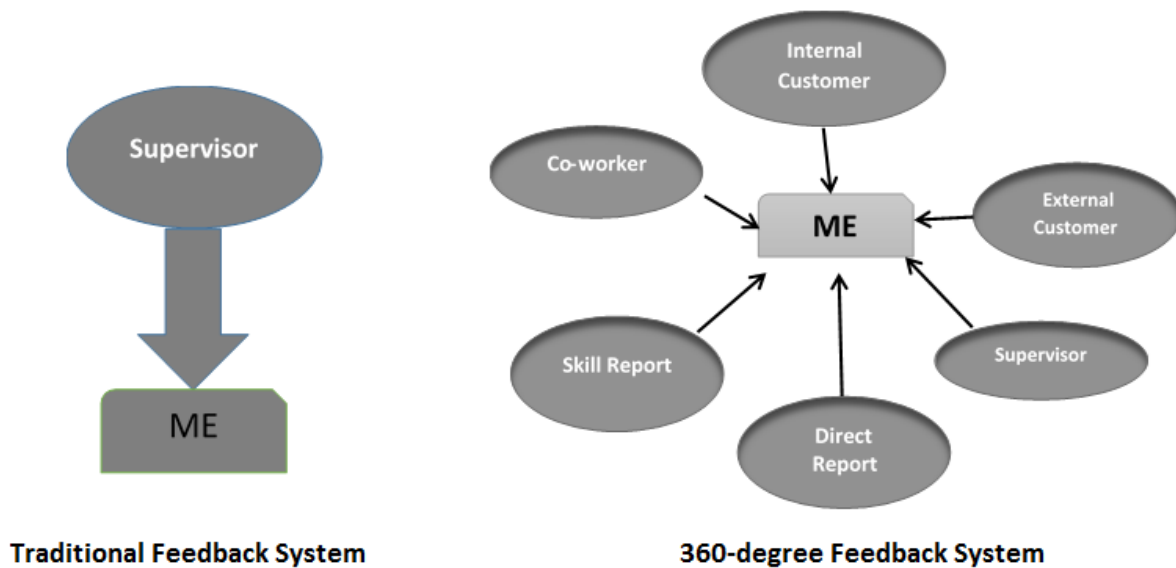 Supervisor
ME
Traditional Feedback System
Internal
Customer
Co-worker
External
Customer
ME
Skill Report
Supervisor
Direct
Report
360-degree Feedback System